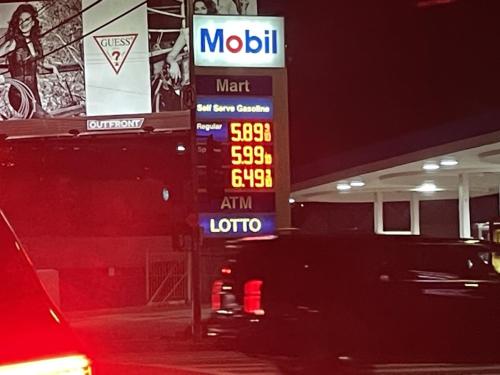 GUESS
?
OUTFRONT
Mobil
Mart
Self Serve Gasoline
Regular 5.89
5.99
6.49
ATM
LOTTO